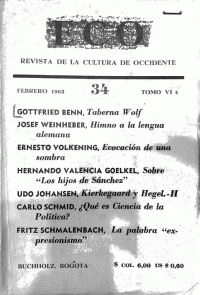 ECO
REVISTA DE LA CULTURA DE OCCIDENTE
FEBRERO 1963 34 TOMO VI 4
GOTTFRIED BENN, Taberna Wolf
JOSEF WEINHEBER, Himno a la lengua
alemana
ERNESTO VOLKENING, Evocación de una
sombra
HERNANDO VALENCIA GOELKEL, Sobre
"Los hijos de Sánchez"
UDO JOHANSEN, Kierkegaard y Hegel.-II
CARLO SCHMID, ¿Qué es Ciencia de la
Política?
FRITZ SCHMALENBACH, La palabra "ex-
presionismo"
BUCHHOLZ, BOGOTA $ COL. 6,00 US $ 0,60